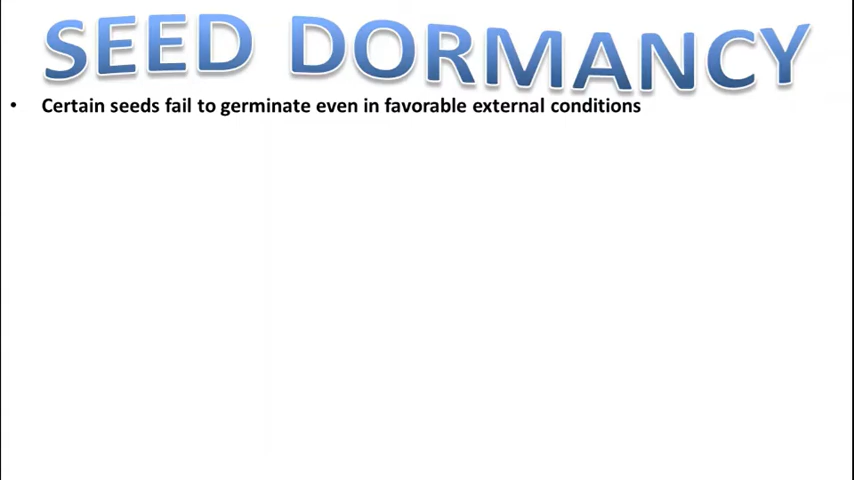 SEED DORMANCY
• Certain seeds fail to germinate even in favorable external conditions